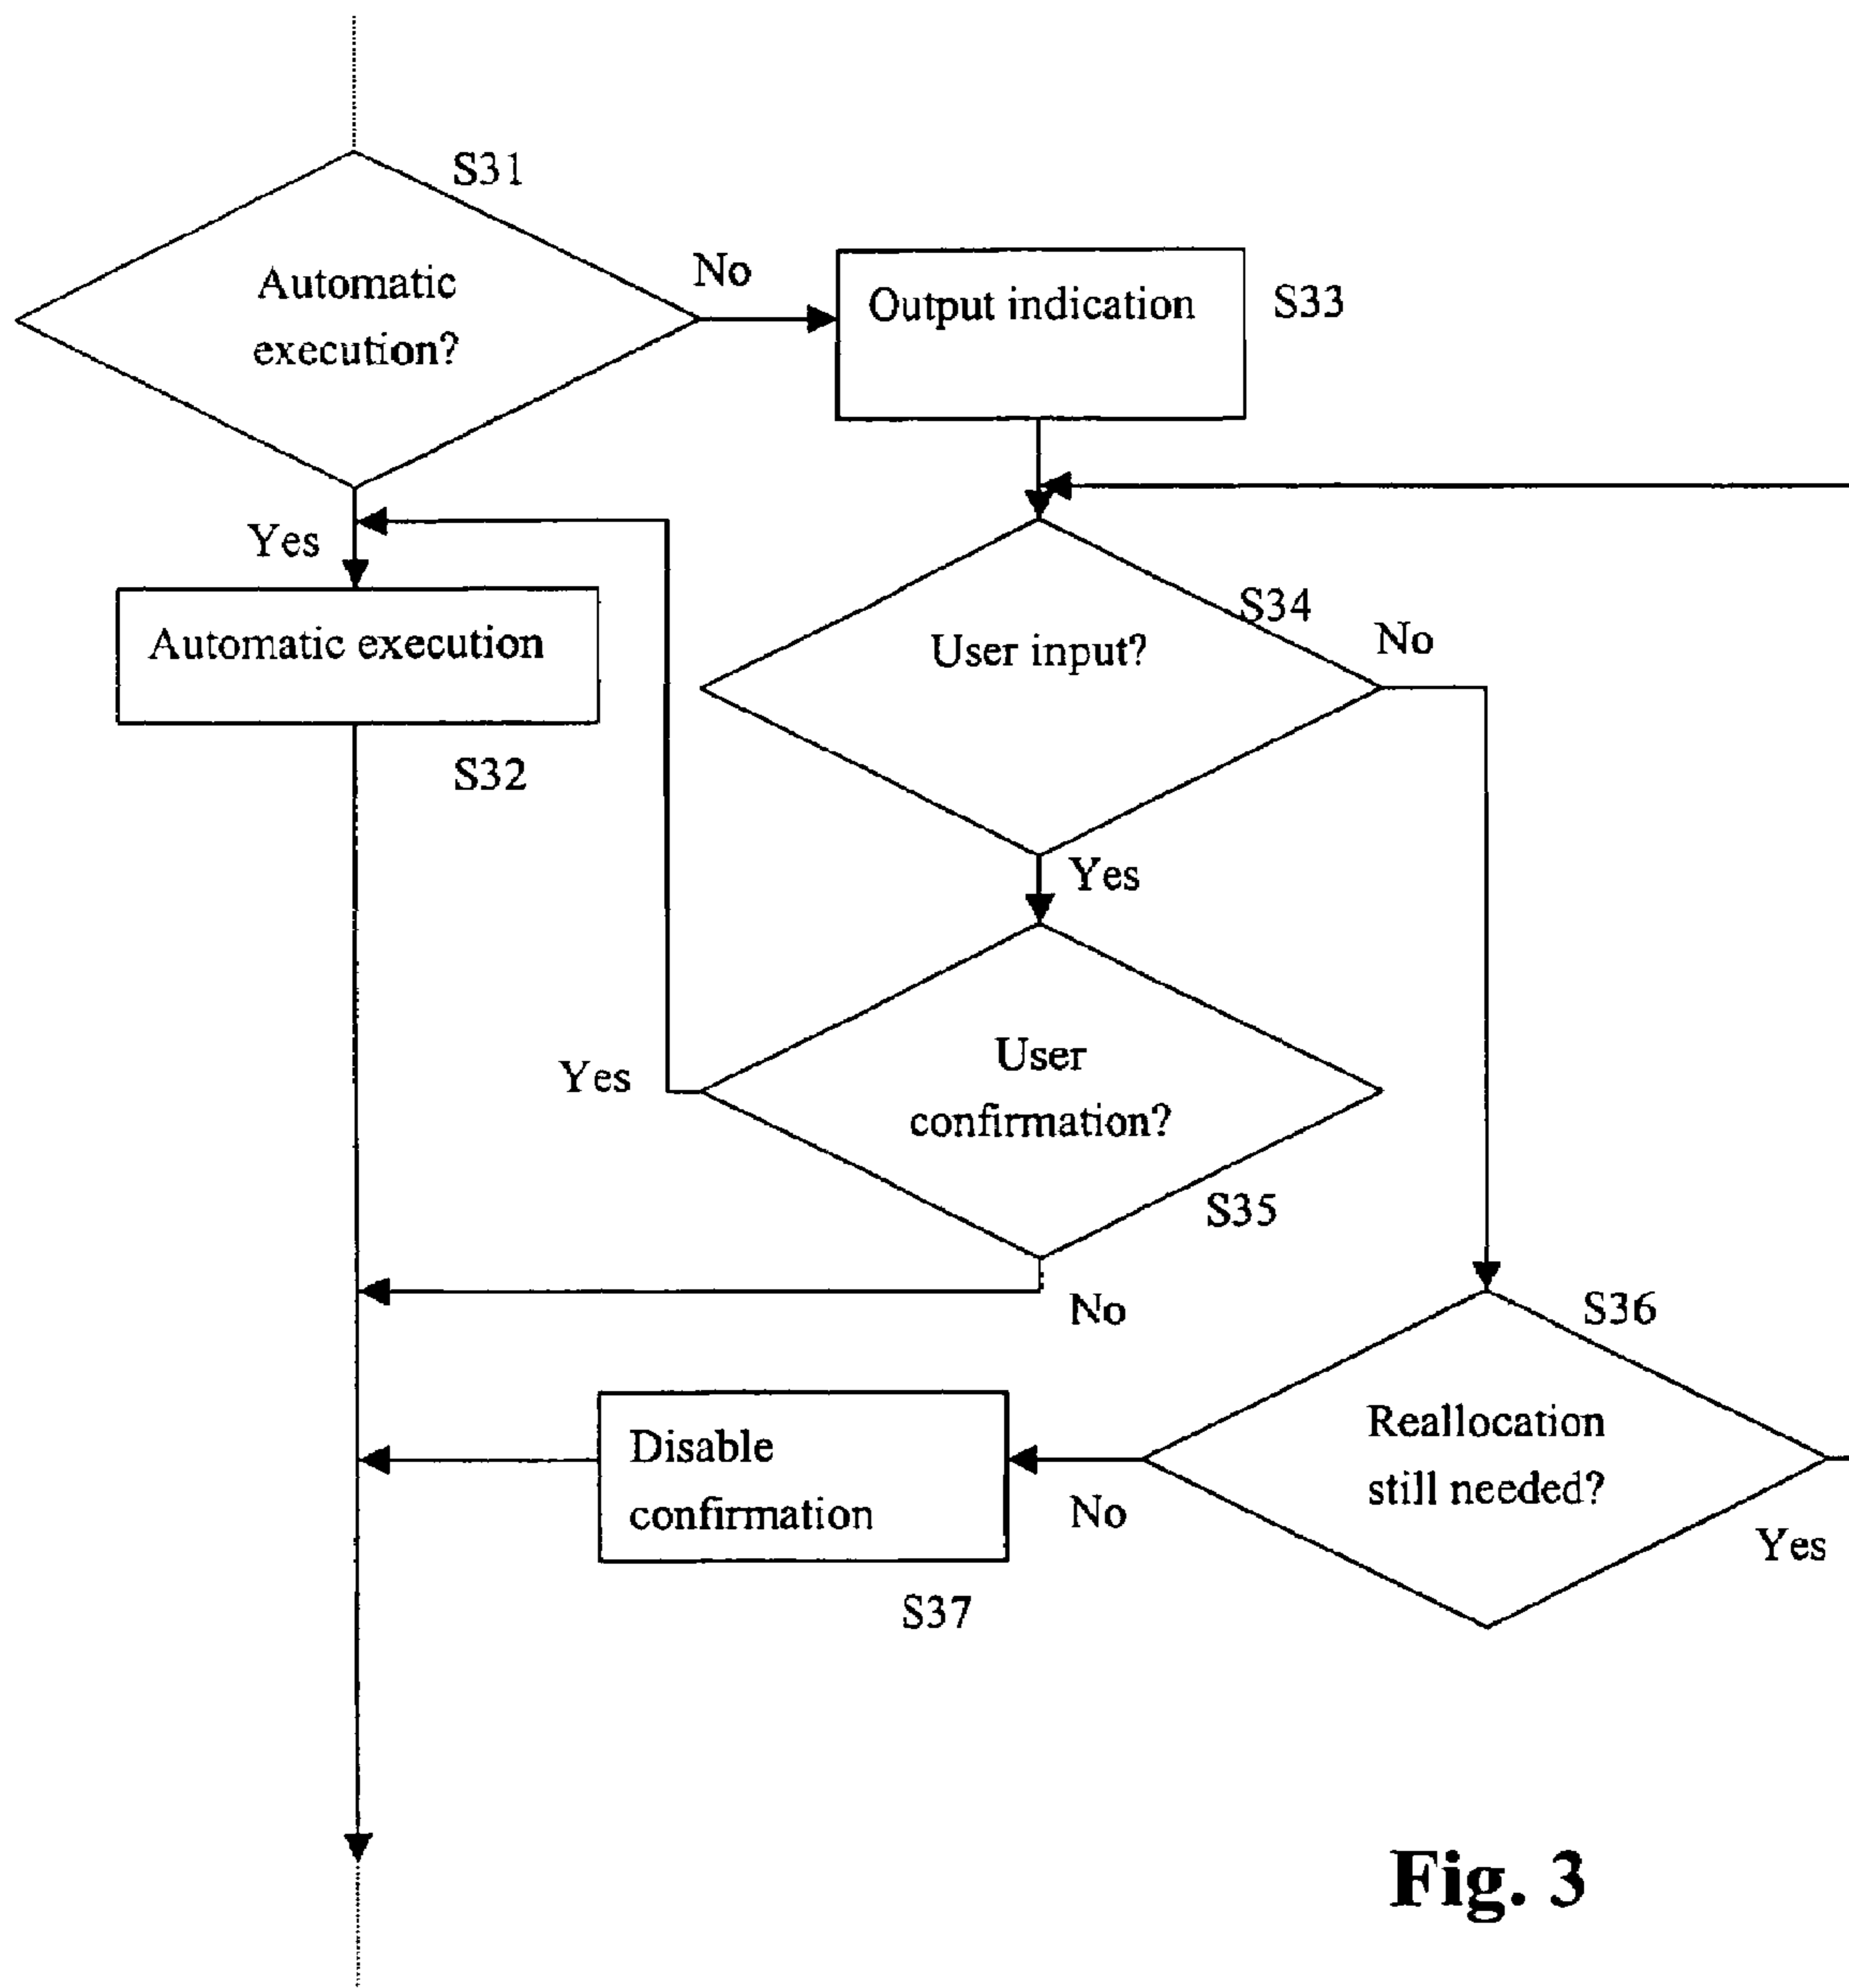 S31
Automatic
execution?
No
Output indication
S33
Yes
Automatic execution
S32
S34
User input?
No
Yes
User
confirmation?
Yes
S35
No
S36
Reallocation
still needed?
Disable
confirmation
No
Yes
S37
Fig. 3